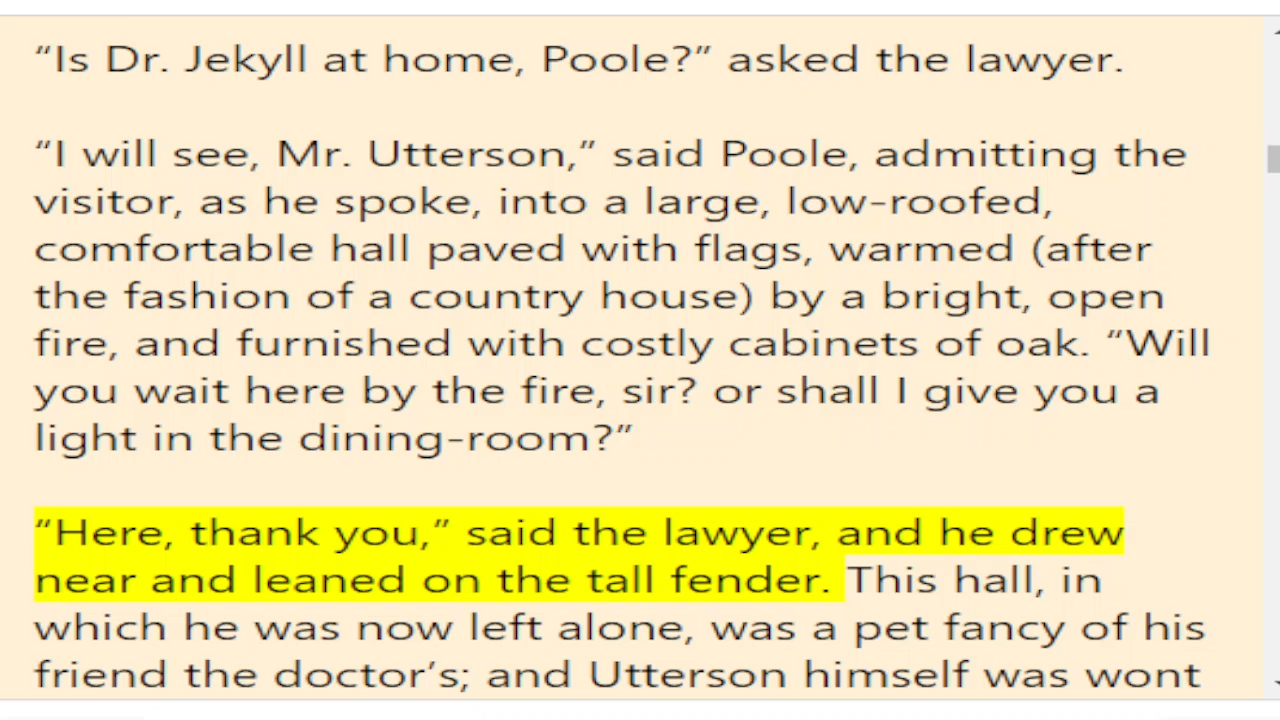 “Is Dr. Jekyll at home, Poole?” asked the lawyer.
“I will see, Mr. Utterson,” said Poole, admitting the
visitor, as he spoke, into a large, low-roofed,
comfortable hall paved with flags, warmed (after
the fashion of a country house) by a bright, open
fire, and furnished with costly cabinets of oak. “Will
you wait here by the fire, sir? or shall I give you a
light in the dining-room?”
“Here, thank you,” said the lawyer, and he drew
near and leaned on the tall fender. This hall, in
which he was now left alone, was a pet fancy of his
friend the doctor’s; and Utterson himself was wont